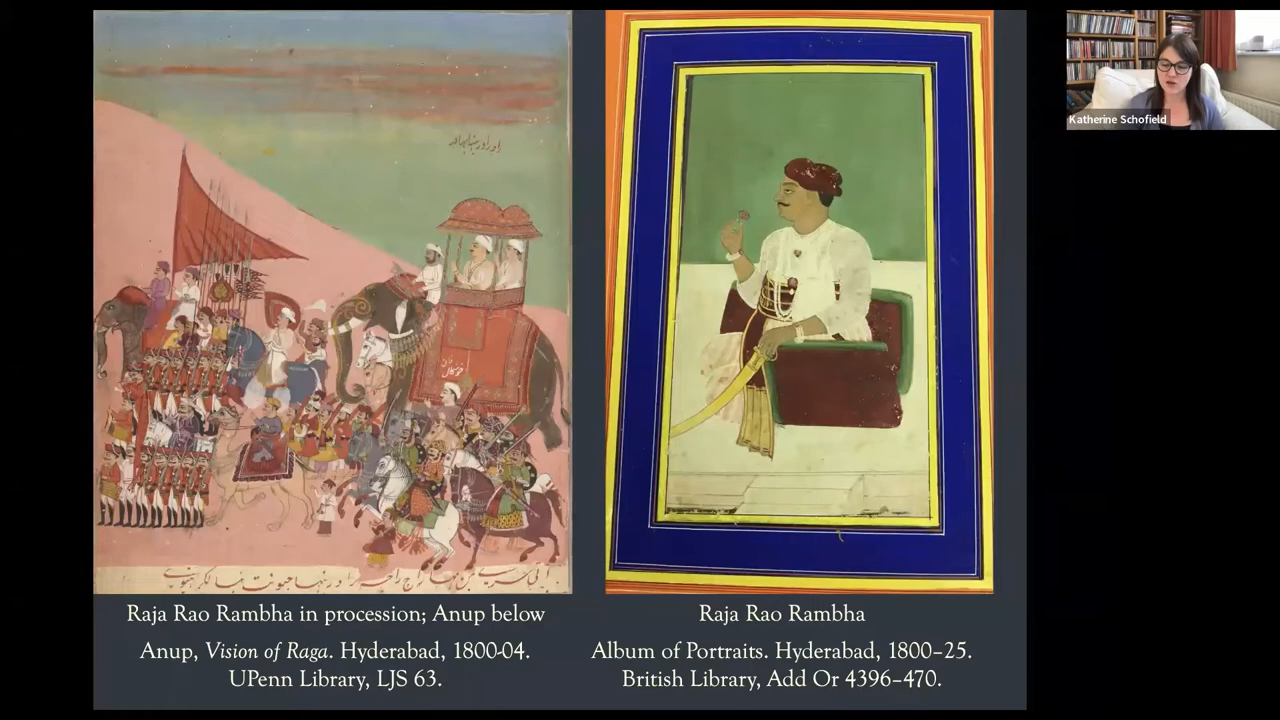 Katherine Schofield
Raja Rao Rambha in procession; Anup below
Anup, Vision of Raga. Hyderabad, 1800-04.
UPenn Library, LJS 63.
Raja Rao Rambha
Album of Portraits. Hyderabad, 1800–25.
British Library, Add Or 4396–470.